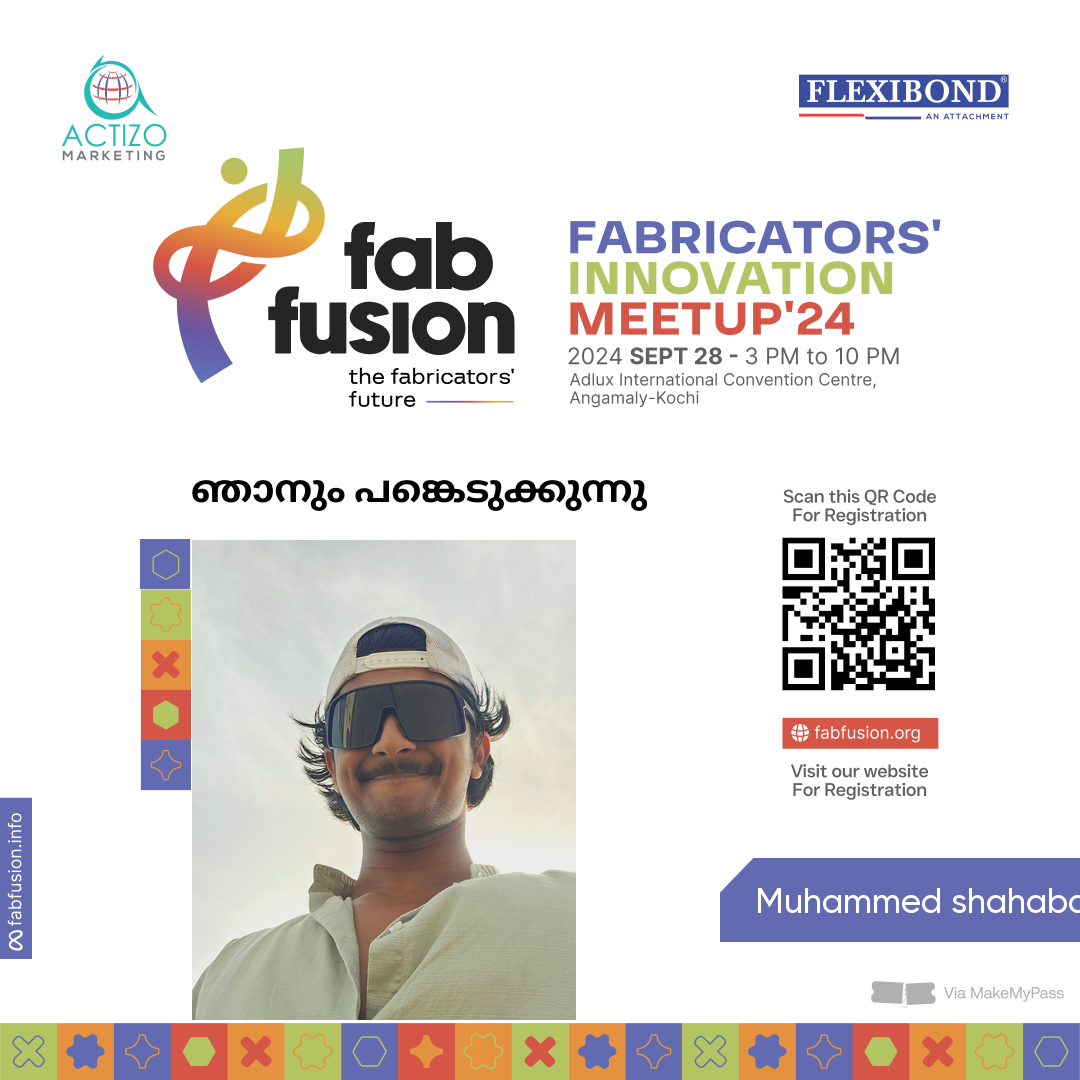 ACTIZO
MARKETING
FLEXIBOND®
AN ATTACHMENT
fab
fusion
the fabricators'
future
FABRICATORS'
INNOVATION
MEETUP'24
2024 SEPT 28 - 3 PM to 10 PM
Adlux International Convention Centre,
Angamaly-Kochi
ഞാനും പങ്കെടുക്കുന്നു
Scan this QR Code
For Registration
fabfusion.org
Visit our website
For Registration
fabfusion.info
Muhammed
Via MakeMyPass